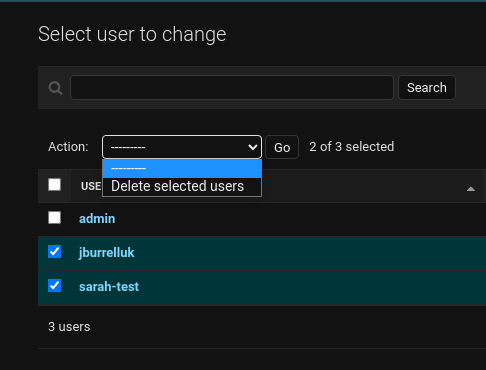 Select user to change
Search
Action: --------- Go 2 of 3 selected
---------
Delete selected users
USE
admin
jburrelluk
sarah-test
3 users